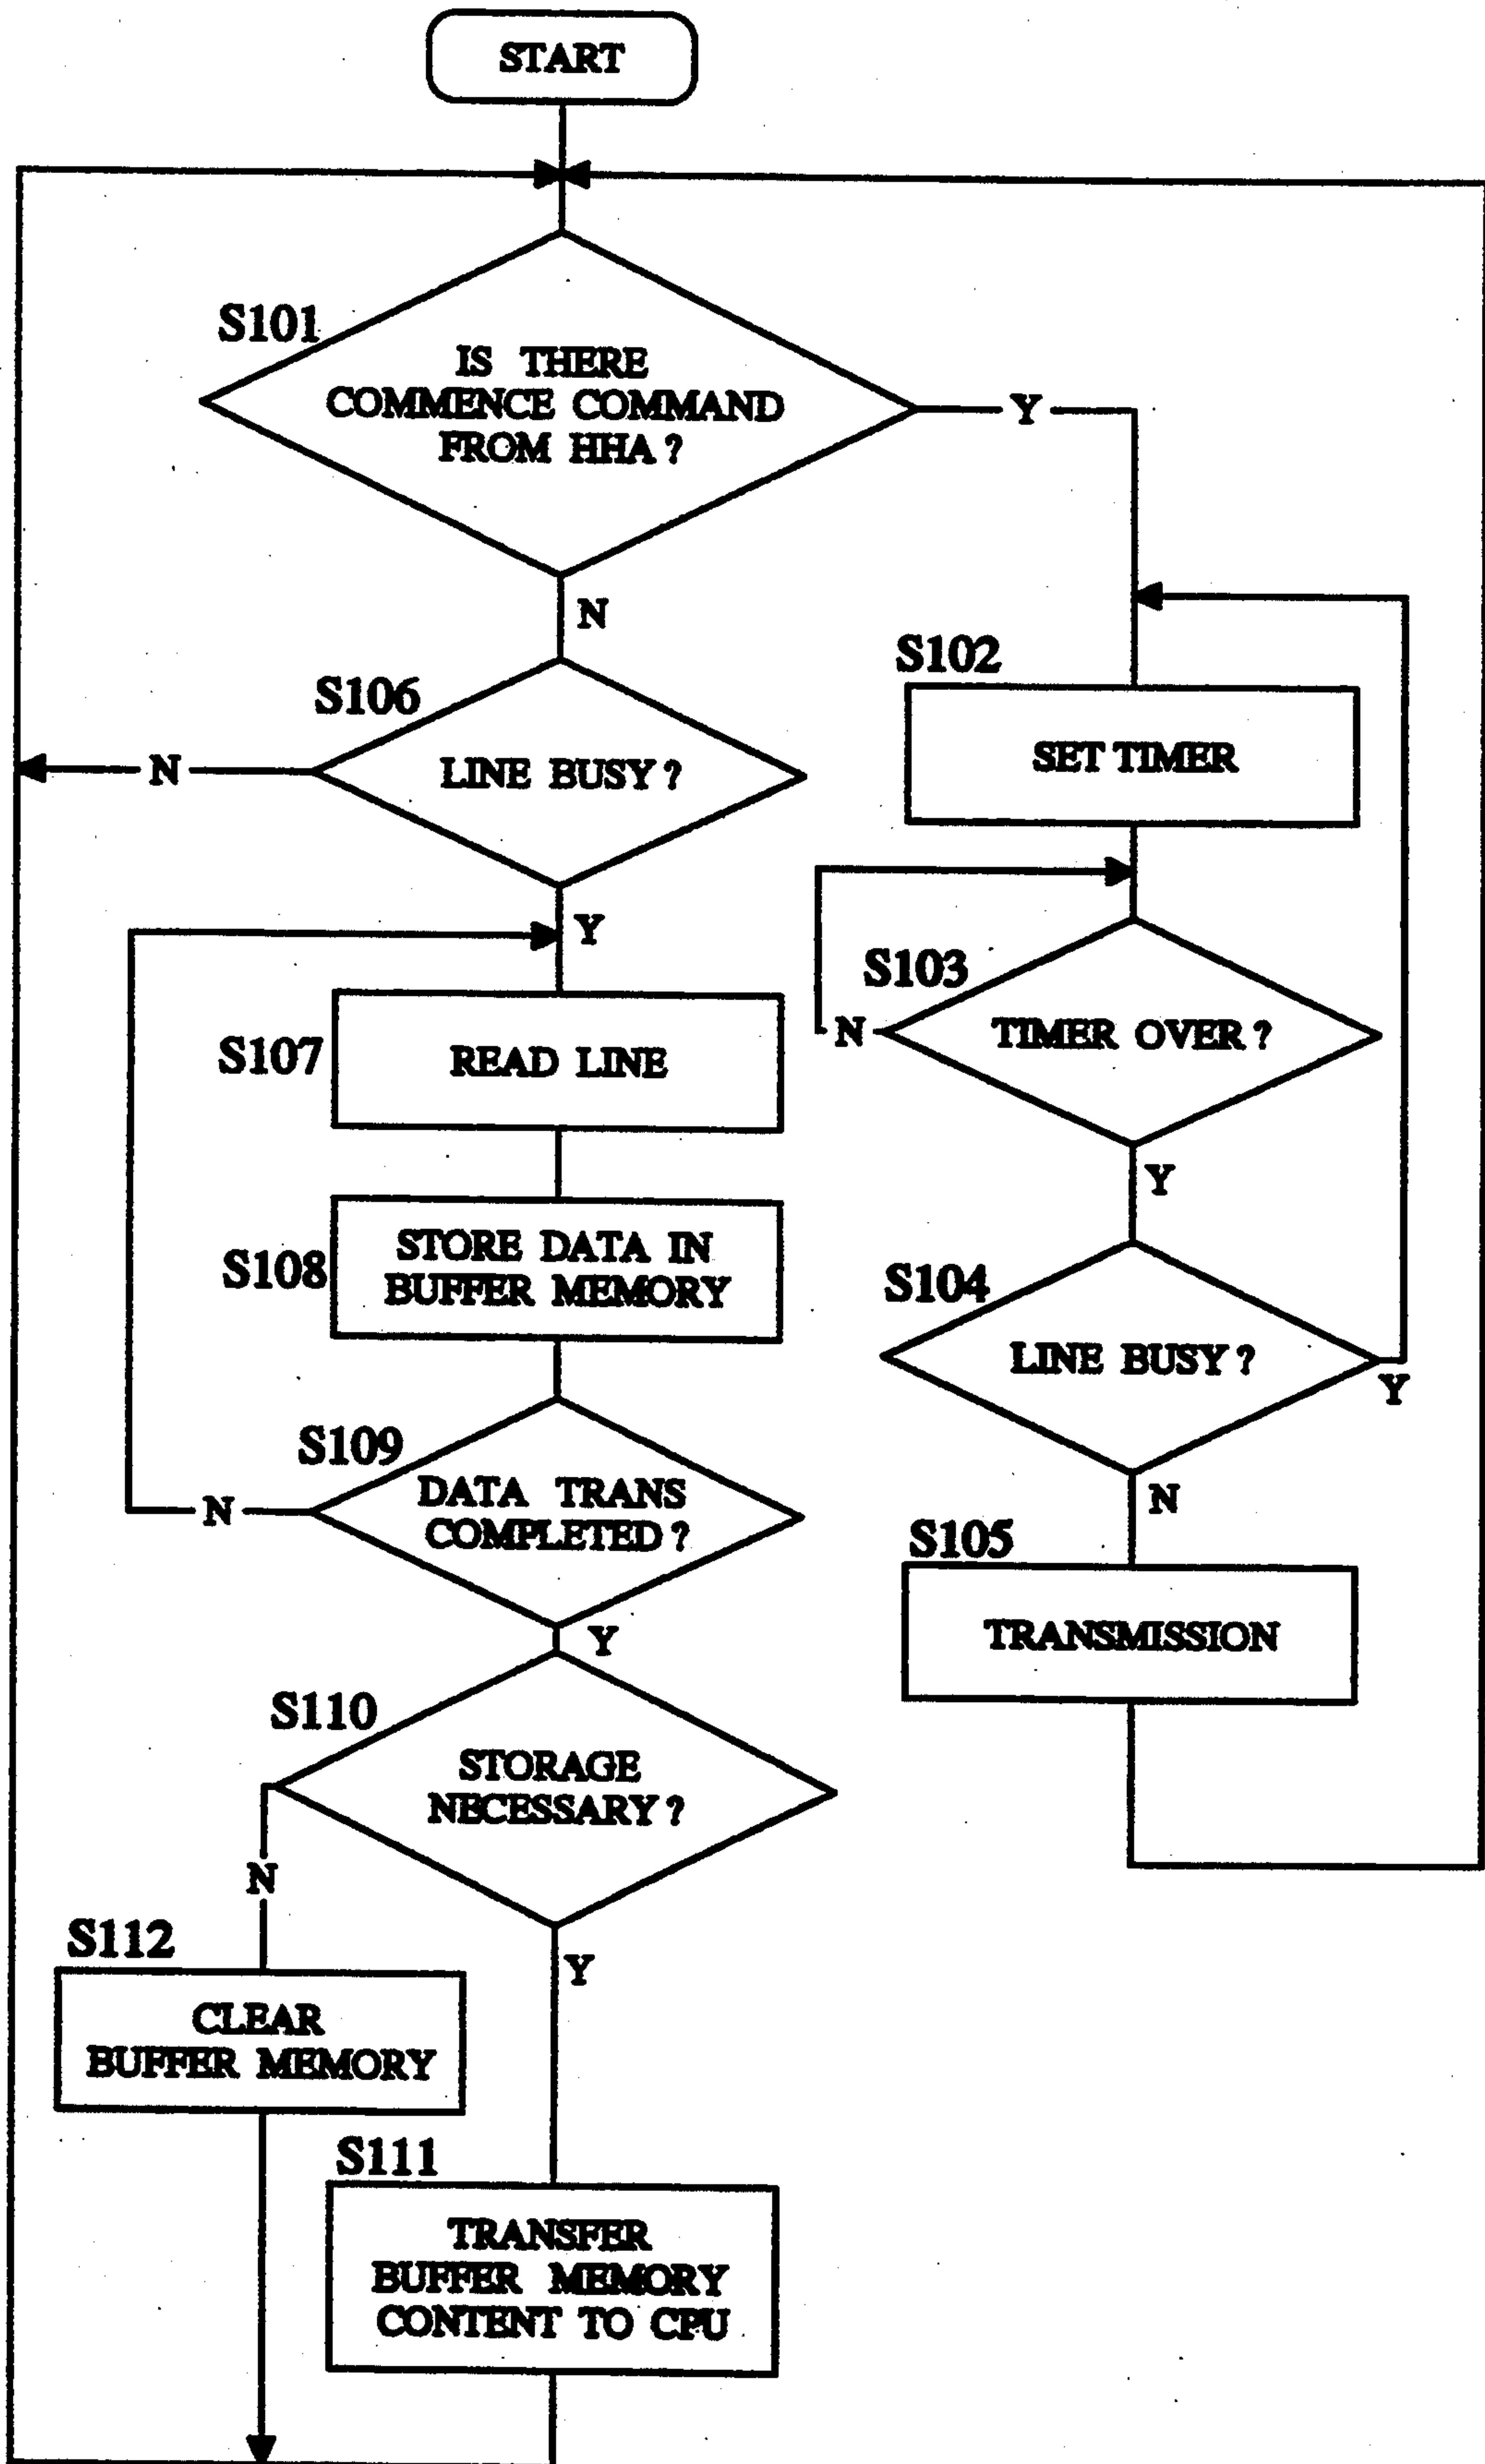 START
S101
IS THERE
COMMENCE COMMAND
FROM HHA?
Y
N
S102
SET TIMER
S106
LINE BUSY?
N
Y
S103
TIMER OVER?
N
Y
S107
READ LINE
S104
LINE BUSY?
Y
N
S108
STORE DATA IN
BUFFER MEMORY
S109
DATA TRANS
COMPLETED?
N
Y
S105
TRANSMISSION
S110
STORAGE
NECESSARY?
N
Y
S112
CLEAR
BUFFER MEMORY
S111
TRANSFER
BUFFER MEMORY
CONTENT TO CPU